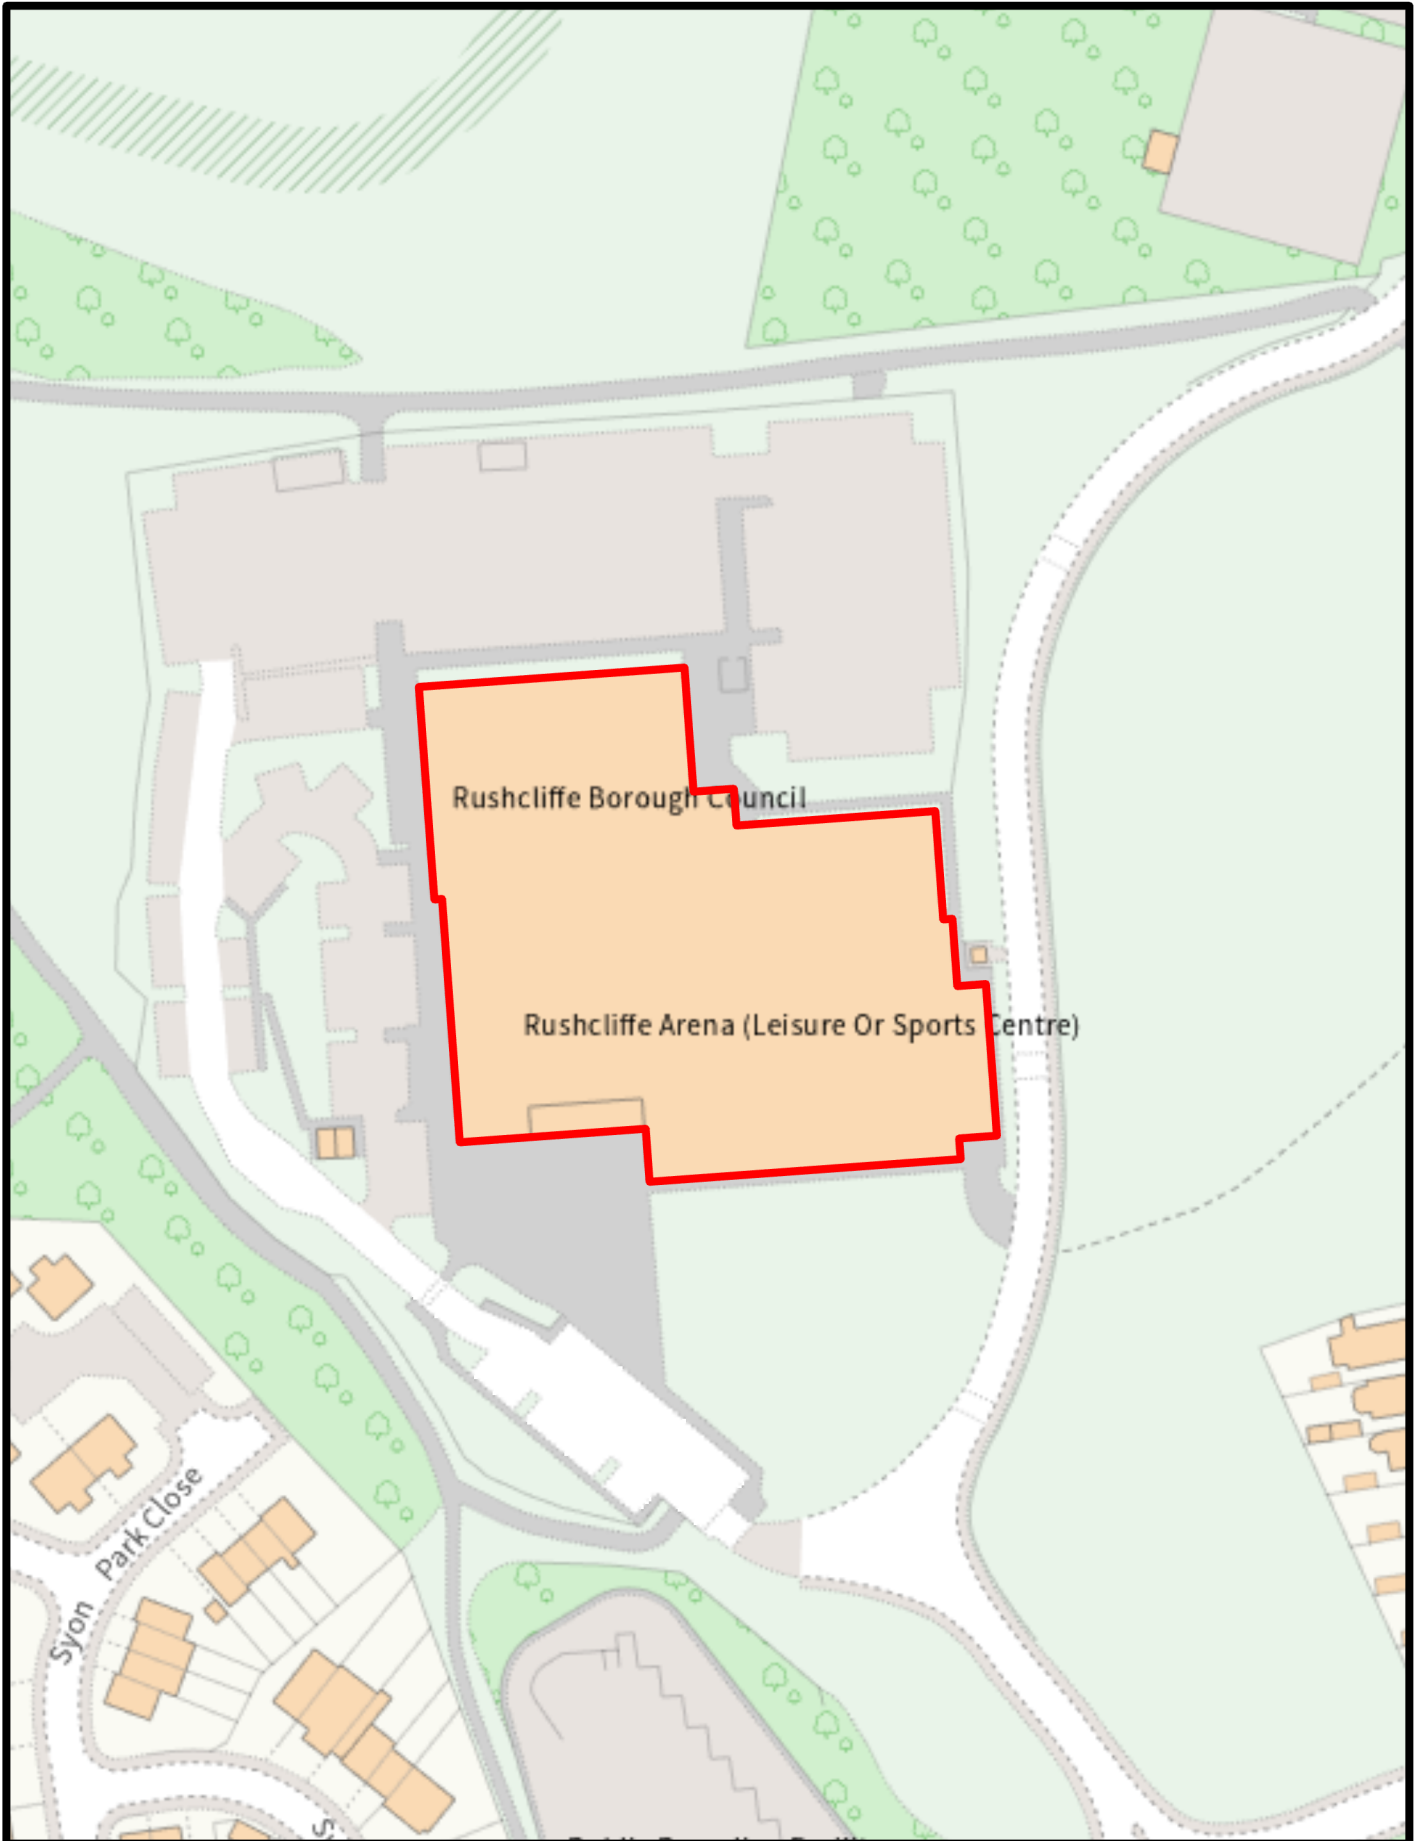 Rushcliffe Borough Council
Rushcliffe Arena (Leisure Or Sports Centre)
Syon Park Close